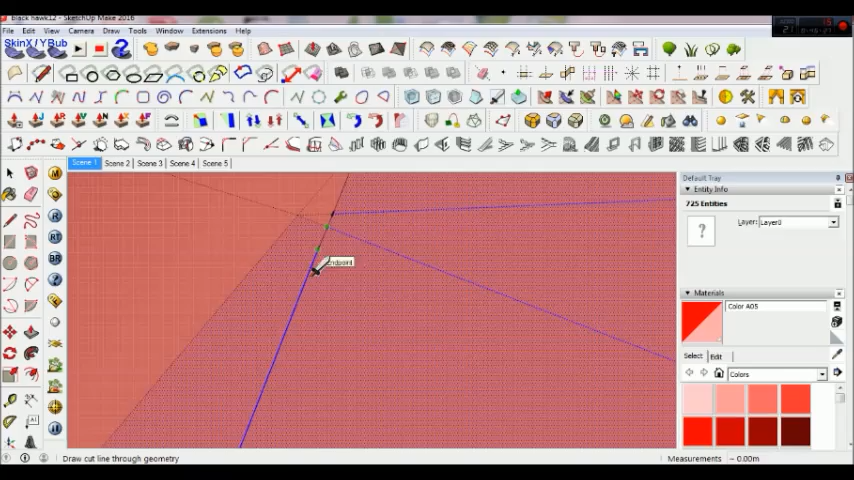 black hawk12 - SketchUp Make 2016
File Edit View Camera Draw Tools Window Extensions Help
SkinX / YBub
Scene 1 Scene 2 Scene 3 Scene 4 Scene 5
Default Tray
Entity Info
725 Entities
Layer: Layer0
Endpoint
Materials
Color A05
Select Edit
Colors
Draw cut line through geometry
Measurements ~ 0.00m